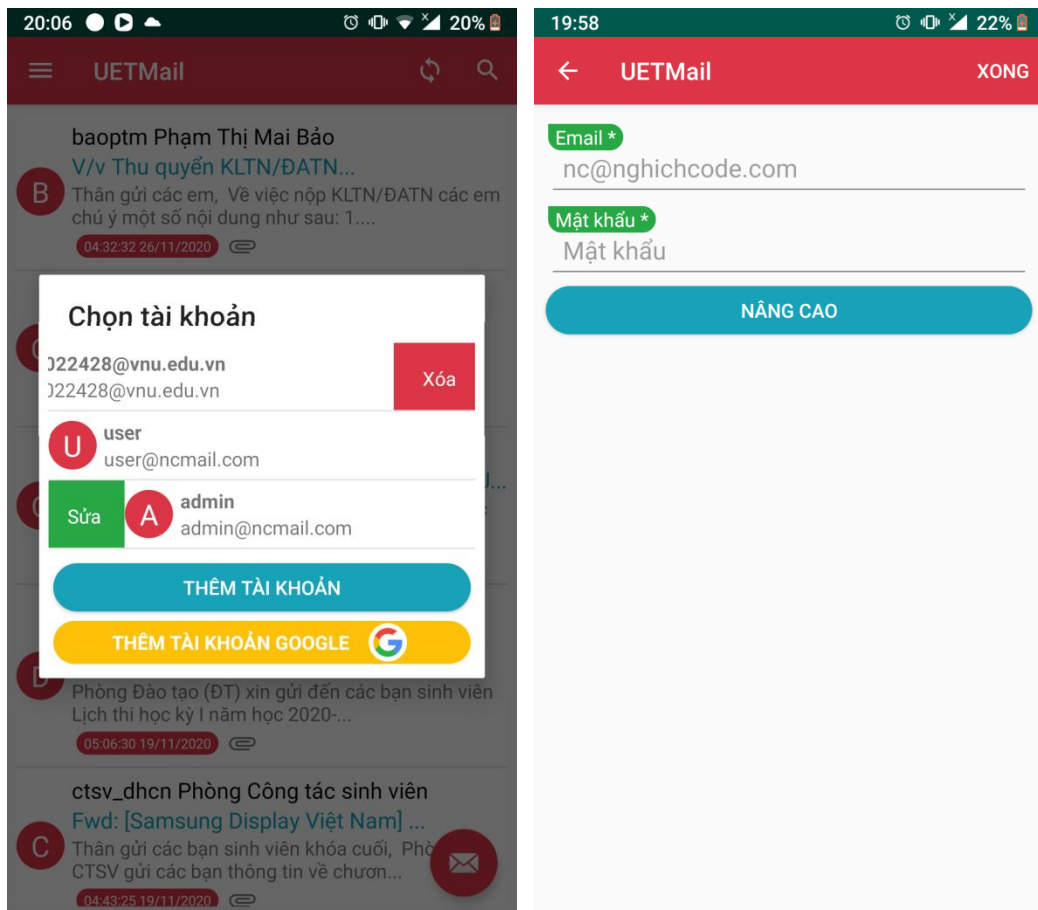 20:06
20%
UETMail
baoptm Phạm Thị Mai Bảo
V/v Thu quyển KLTN/ĐATN...
B
Thân gửi các em, Về việc nộp KLTN/ĐATN các em
chú ý một số nội dung như sau: 1....
04:32:32 26/11/2020
Chọn tài khoản
022428@vnu.edu.vn
022428@vnu.edu.vn
Xóa
U
user
user@ncmail.com
Sửa
A
admin
admin@ncmail.com
THÊM TÀI KHOẢN
THÊM TÀI KHOẢN GOOGLE
D
Phòng Đào tạo (ĐT) xin gửi đến các bạn sinh viên
Lịch thi học kỳ I năm học 2020-...
05:06:30 19/11/2020
ctsv_dhcn Phòng Công tác sinh viên
Fwd: [Samsung Display Việt Nam] ...
C
Thân gửi các bạn sinh viên khóa cuối, Phò
CTSV gửi các bạn thông tin về chươn...
04:43:25 19/11/2020
19:58
22%
UETMail
XONG
Email *
nc@nghichcode.com
Mật khẩu *
Mật khẩu
NÂNG CAO